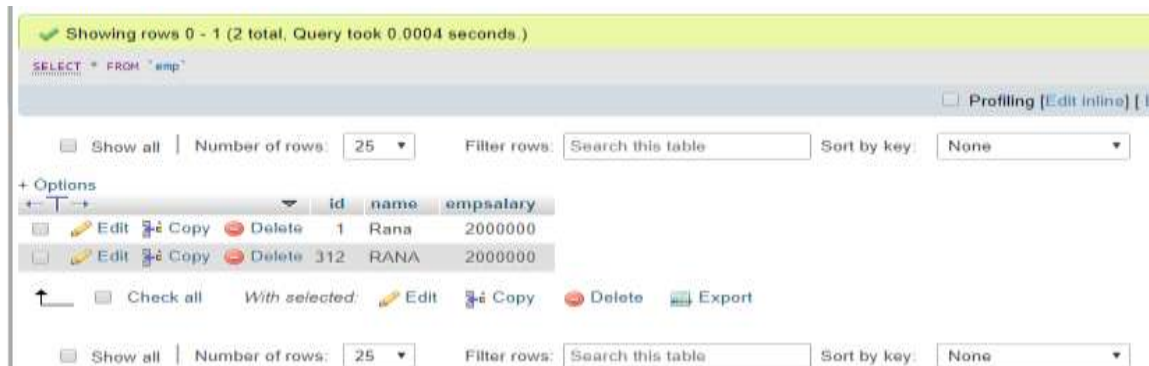 Showing rows 0 - 1 (2 total, Query took 0.0004 seconds.)
SELECT * FROM `emp`
Profiling [Edit inline] [
Show all | Number of rows: 25 Filter rows: Search this table Sort by key: None
+ Options
id name empsalary
Edit Copy Delete 1 Rana 2000000
Edit Copy Delete 312 RANA 2000000
Check all With selected: Edit Copy Delete Export
Show all | Number of rows: 25 Filter rows: Search this table Sort by key: None